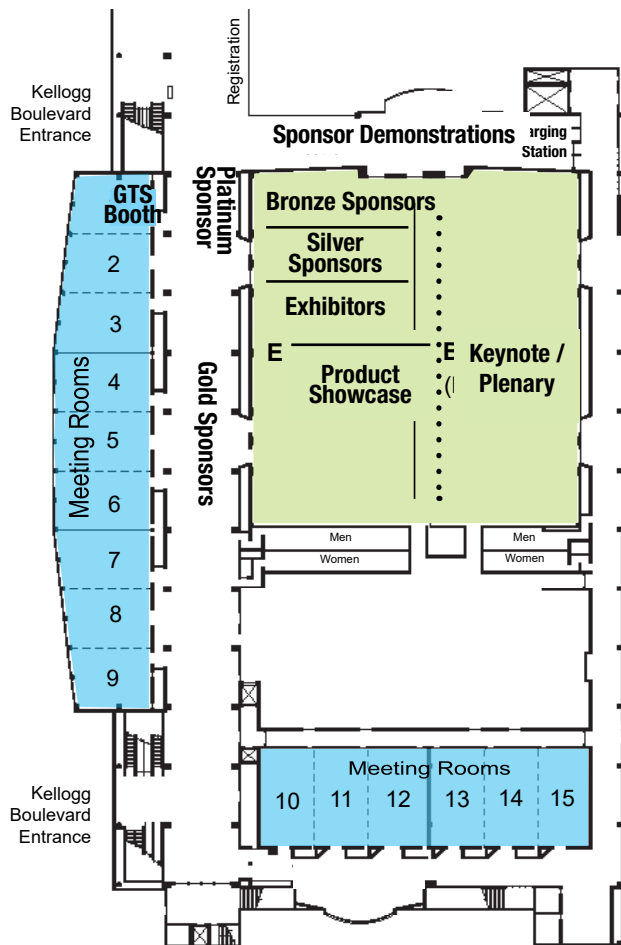 Registration
Kellogg
Boulevard
Entrance
Sponsor Demonstrations
arging
Station
Platinum
Sponsor
GTS
Booth
Bronze Sponsors
Silver
Sponsors
Exhibitors
E
Product
Showcase
E
(
Keynote /
Plenary
Gold Sponsors
Meeting Rooms
2
3
4
5
6
7
8
9
Men
Women
Men
Women
Meeting Rooms
10 11 12 13 14 15
Kellogg
Boulevard
Entrance